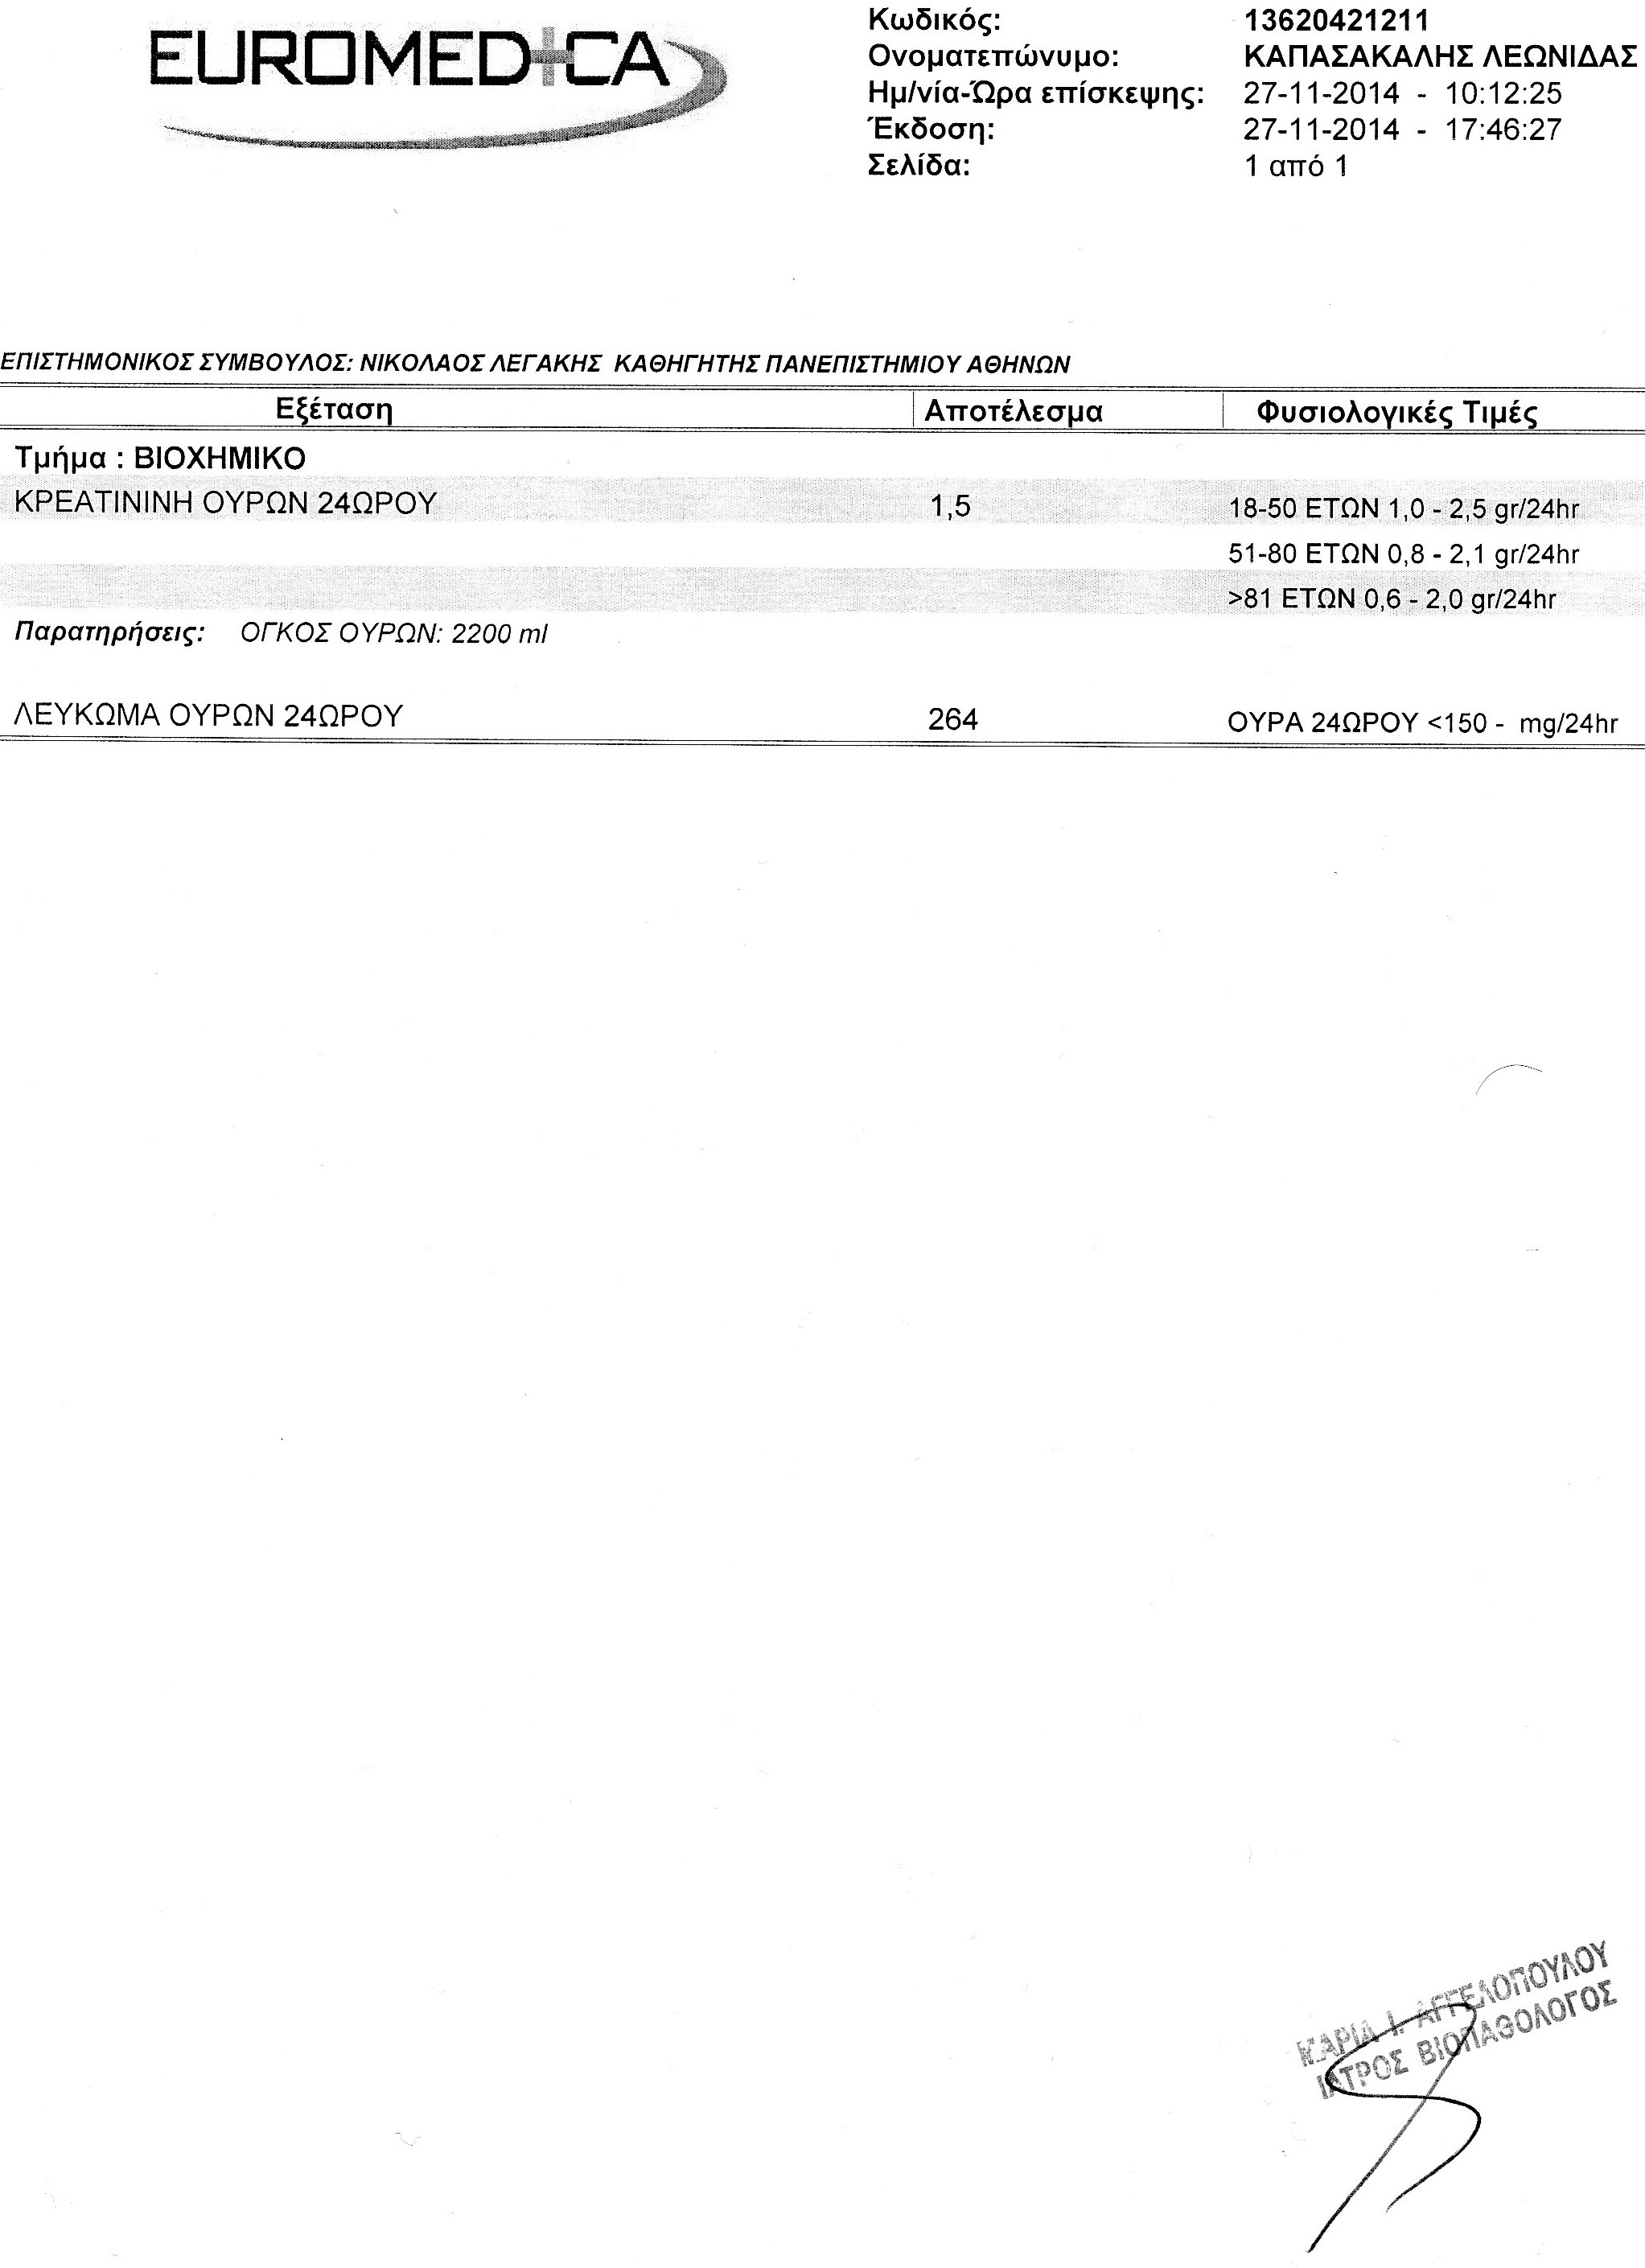 EUROMEDICA
Κωδικός: 13620421211
Ονοματεπώνυμο: ΚΑΠΑΣΑΚΑΛΗΣ ΛΕΩΝΙΔΑΣ
Ημ/νία-Ώρα επίσκεψης: 27-11-2014 - 10:12:25
Έκδοση: 27-11-2014 - 17:46:27
Σελίδα: 1 από 1
ΕΠΙΣΤΗΜΟΝΙΚΟΣ ΣΥΜΒΟΥΛΟΣ: ΝΙΚΟΛΑΟΣ ΛΕΓΑΚΗΣ ΚΑΘΗΓΗΤΗΣ ΠΑΝΕΠΙΣΤΗΜΙΟΥ ΑΘΗΝΩΝ
Εξέταση Αποτέλεσμα Φυσιολογικές Τιμές
Τμήμα : ΒΙΟΧΗΜΙΚΟ
ΚΡΕΑΤΙΝΙΝΗ ΟΥΡΩΝ 24ΩΡΟΥ 1,5 18-50 ΕΤΩΝ 1,0 - 2,5 gr/24hr
51-80 ΕΤΩΝ 0,8 - 2,1 gr/24hr
>81 ΕΤΩΝ 0,6 - 2,0 gr/24hr
Παρατηρήσεις: ΟΓΚΟΣ ΟΥΡΩΝ: 2200 ml
ΛΕΥΚΩΜΑ ΟΥΡΩΝ 24ΩΡΟΥ 264 ΟΥΡΑ 24ΩΡΟΥ <150 - mg/24hr
ΜΑΡΙΑ Ι. ΑΓΓΕΛΟΠΟΥΛΟΥ
ΙΑΤΡΟΣ ΒΙΟΠΑΘΟΛΟΓΟΣ